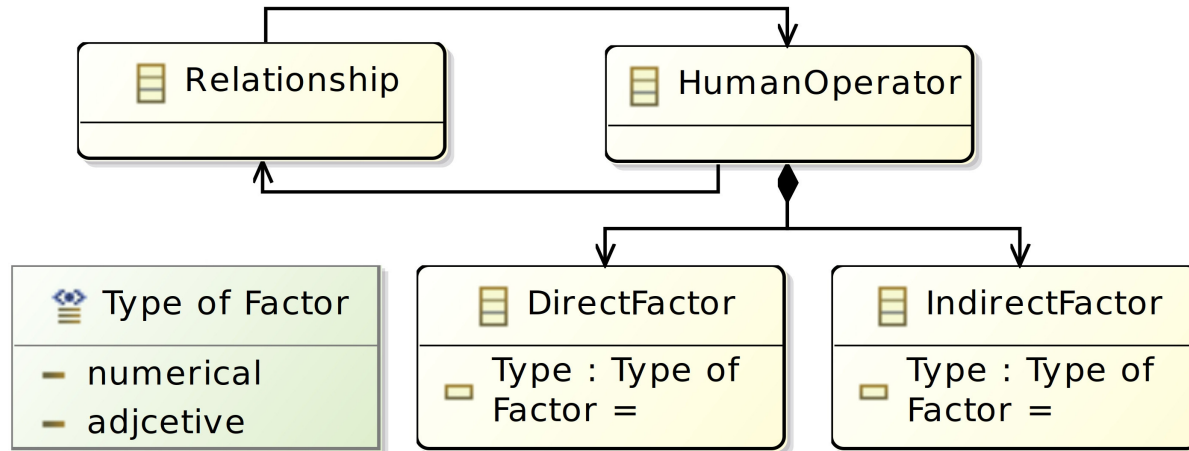 Relationship
HumanOperator
Type of Factor
numerical
adjcetive
DirectFactor
Type : Type of
Factor =
IndirectFactor
Type : Type of
Factor =